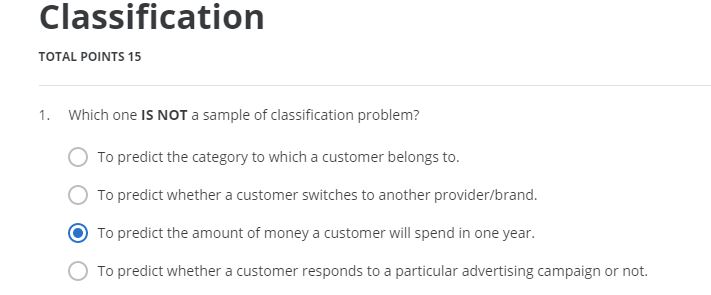 Classification
TOTAL POINTS 15
1. Which one IS NOT a sample of classification problem?
To predict the category to which a customer belongs to.
To predict whether a customer switches to another provider/brand.
To predict the amount of money a customer will spend in one year.
To predict whether a customer responds to a particular advertising campaign or not.